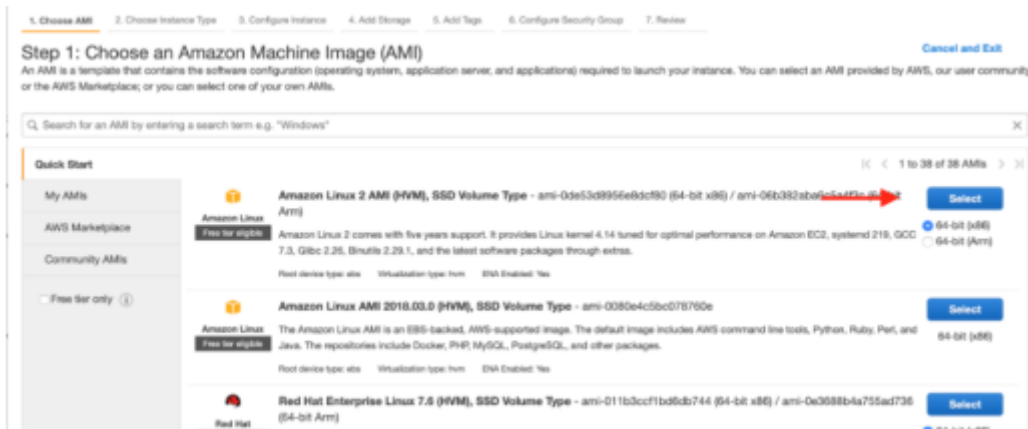 1. Choose AMI 2. Choose Instance Type 3. Configure Instance 4. Add Storage 5. Add Tags 6. Configure Security Group 7. Review
Step 1: Choose an Amazon Machine Image (AMI)
Cancel and Exit
An AMI is a template that contains the software configuration (operating system, application server, and applications) required to launch your instance. You can select an AMI provided by AWS, our user community,
or the AWS Marketplace; or you can select one of your own AMIs.
Search for an AMI by entering a search term e.g. "Windows"
Quick Start
1 to 38 of 38 AMIs
My AMIs
AWS Marketplace
Community AMIs
Free tier only
Amazon Linux
Free tier eligible
Amazon Linux 2 AMI (HVM), SSD Volume Type - ami-0de53d8956e8dcf80 (64-bit x86) /
Arm)
Amazon Linux 2 comes with five years support. It provides Linux kernel 4.14 tuned for optimal performance on Amazon EC2, systemd 219, GCC
7.3, Glibc 2.26, Binutils 2.29.1, and the latest software packages through extras.
Root device type: ebs Virtualization type: hvm ENA Enabled: Yes
Select
64-bit (x86)
64-bit (Arm)
Amazon Linux
Free tier eligible
Amazon Linux AMI 2018.03.0 (HVM), SSD Volume Type - ami-0080e4c5bc078760e
The Amazon Linux AMI is an EBS-backed, AWS-supported image. The default image includes AWS command line tools, Python, Ruby, Perl, and
Java. The repositories include Docker, PHP, MySQL, PostgreSQL, and other packages.
Root device type: ebs Virtualization type: hvm ENA Enabled: Yes
Select
64-bit (x86)
Red Hat
Red Hat Enterprise Linux 7.6 (HVM), SSD Volume Type - ami-011b3ccf1bd6db744 (64-bit x86) / ami-0e3688b4a755ad736
(64-bit Arm)
Select
64-bit (x86)